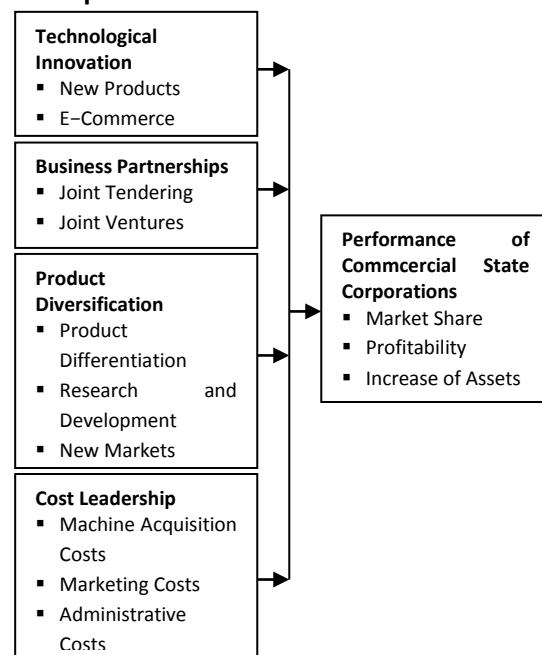 Technological
Innovation
▪ New Products
▪ E−Commerce
Business Partnerships
▪ Joint Tendering
▪ Joint Ventures
Product
Diversification
▪ Product
Differentiation
▪ Research and
Development
▪ New Markets
Cost Leadership
▪ Machine Acquisition
Costs
▪ Marketing Costs
▪ Administrative
Costs
Performance of
Commcercial State
Corporations
▪ Market Share
▪ Profitability
▪ Increase of Assets